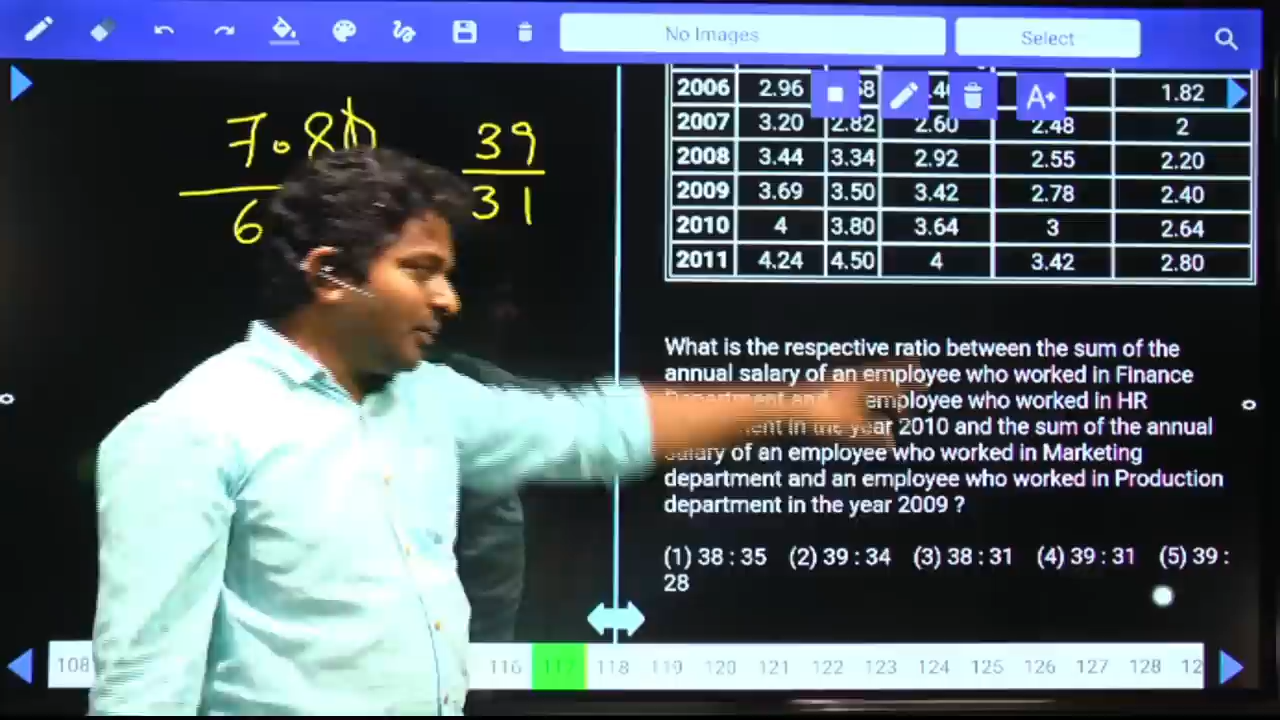 No Images
Select
A+
2006 2.96 1.82
2007 3.20 2.82 2.60 2.48 2
2008 3.44 3.34 2.92 2.55 2.20
2009 3.69 3.50 3.42 2.78 2.40
2010 4 3.80 3.64 3 2.64
2011 4.24 4.50 4 3.42 2.80
7.80
6
39
31
What is the respective ratio between the sum of the
annual salary of an employee who worked in Finance
employee who worked in HR
in the year 2010 and the sum of the annual
salary of an employee who worked in Marketing
department and an employee who worked in Production
department in the year 2009 ?
(1) 38 : 35 (2) 39 : 34 (3) 38 : 31 (4) 39 : 31 (5) 39 :
28
108 116 117 118 119 120 121 122 123 124 125 126 127 128 12